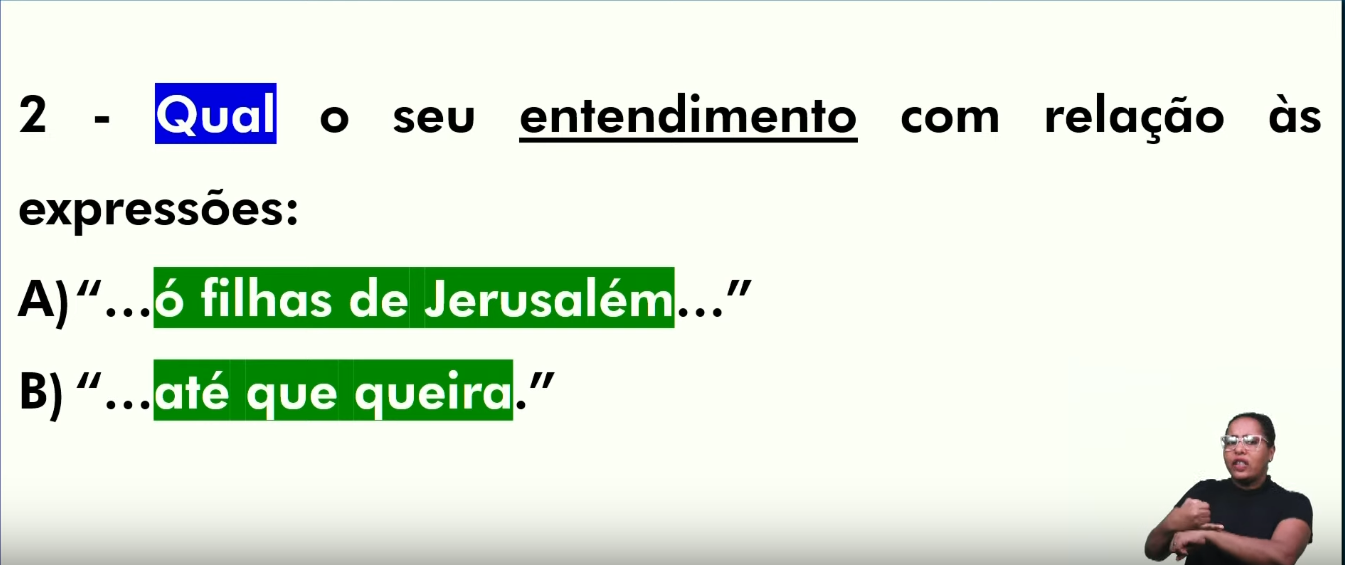 2 - Qual o seu entendimento com relação às
expressões:
A)“...ó filhas de Jerusalém...”
B) “...até que queira.”